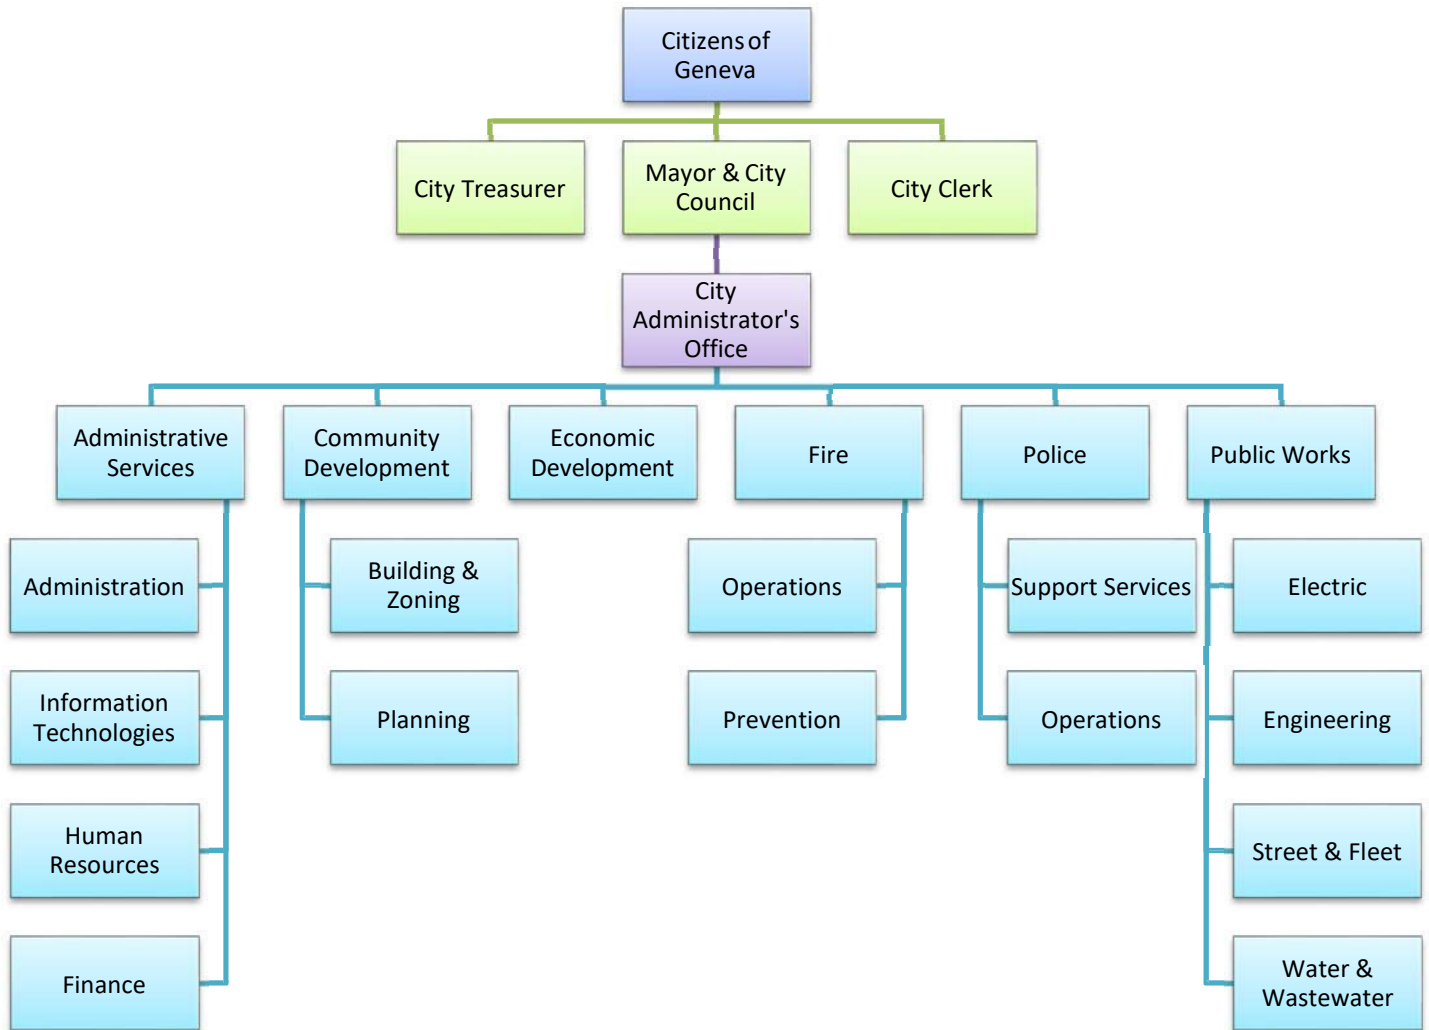 Citizens of
Geneva
City Treasurer
Mayor & City
Council
City Clerk
City
Administrator's
Office
Administrative
Services
Community
Development
Economic
Development
Fire
Police
Public Works
Administration
Building &
Zoning
Operations
Support Services
Electric
Information
Technologies
Planning
Prevention
Operations
Engineering
Human
Resources
Street & Fleet
Finance
Water &
Wastewater